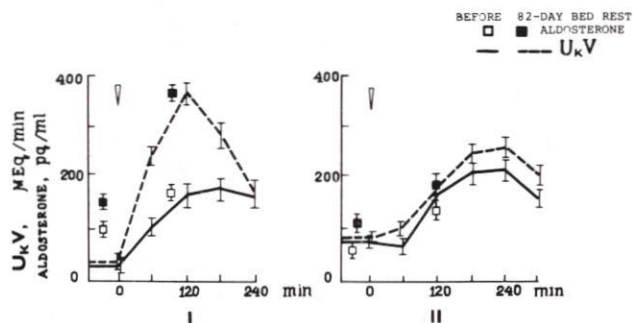 BEFORE 82-DAY BED REST
ALDOSTERONE
UKV
UKV, µEq/min
ALDOSTERONE, pq/ml
400
200
0
0 120 240 min
I
400
200
0
0 120 240 min
II